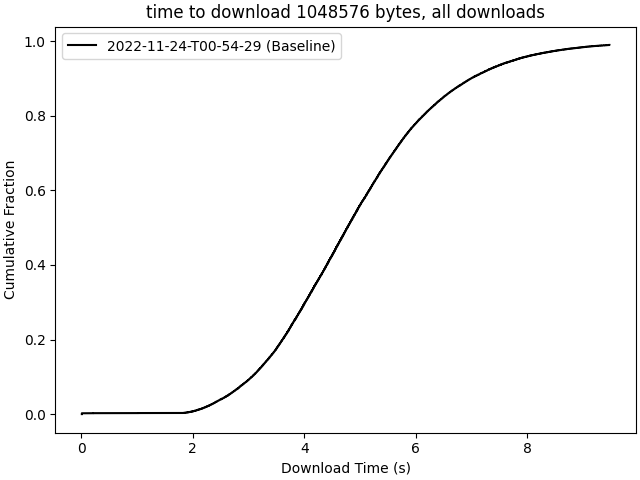 time to download 1048576 bytes, all downloads
2022-11-24-T00-54-29 (Baseline)
1.0
0.8
0.6
0.4
0.2
0.0
Cumulative Fraction
0 2 4 6 8
Download Time (s)